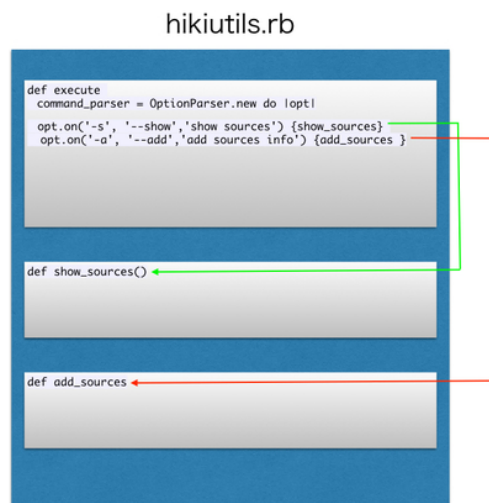 hikiutils.rb
def execute
command_parser = OptionParser.new do |opt|
opt.on('-s', '--show','show sources') {show_sources}
opt.on('-a', '--add','add sources info') {add_sources }
def show_sources()
def add_sources